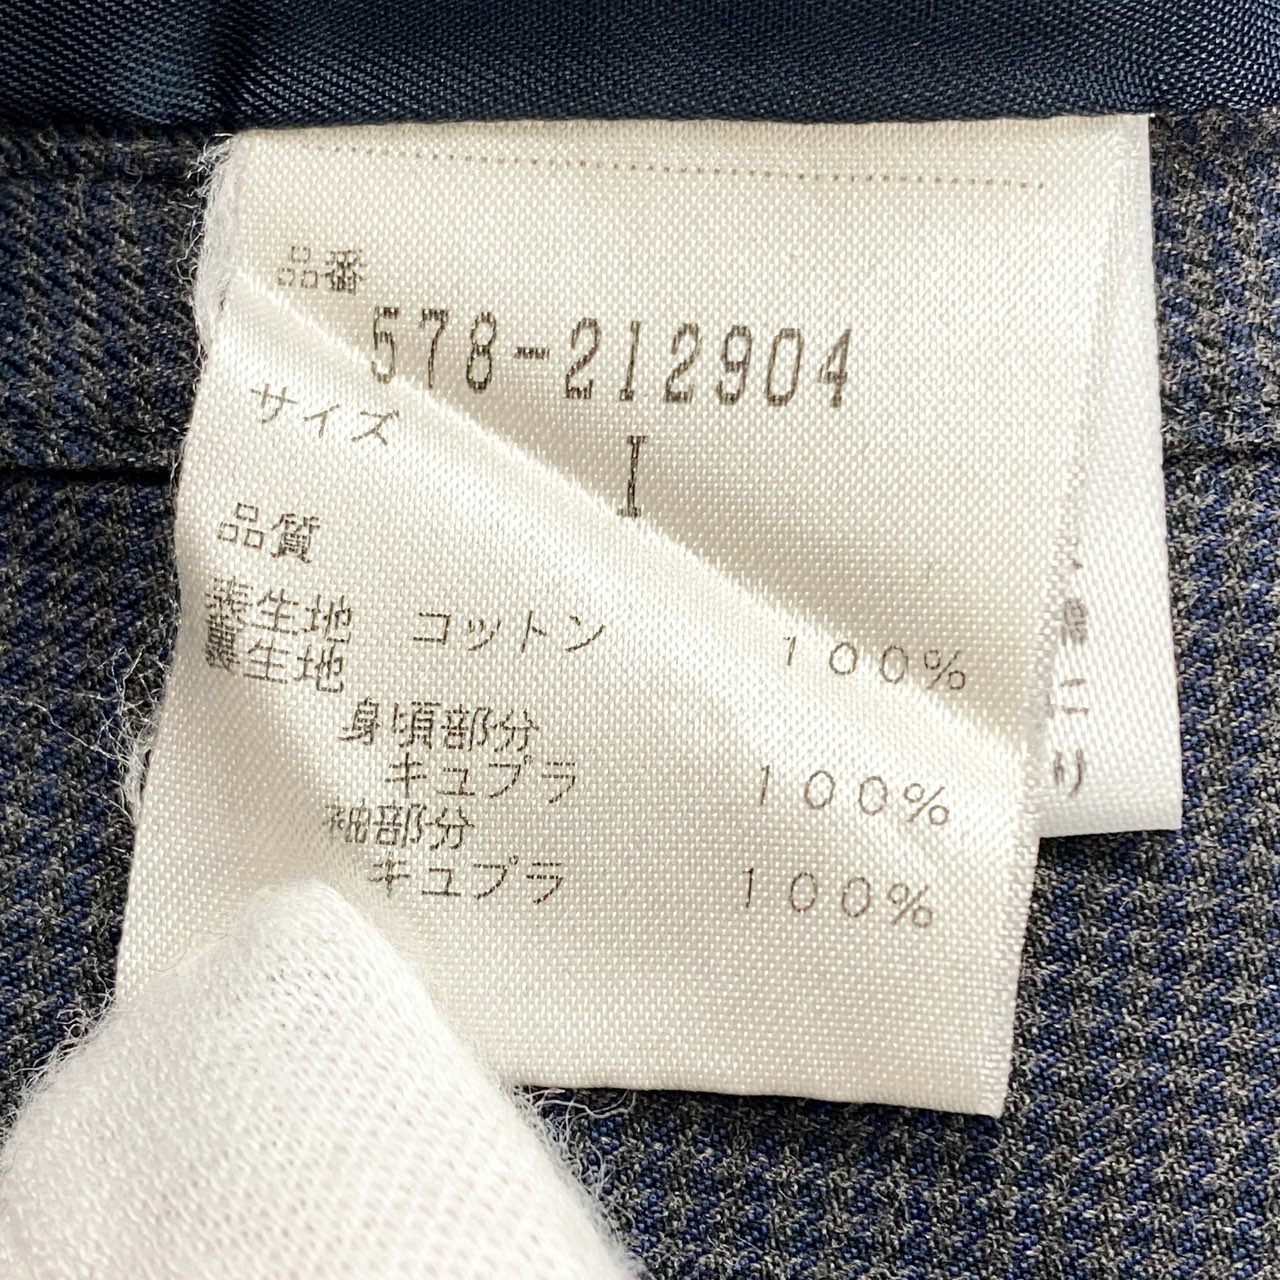 品番
578-212904
サイズ
I
品質
表生地 コットン 100%
裏生地
身頃部分
キュプラ 100%
袖部分
キュプラ 100%
り